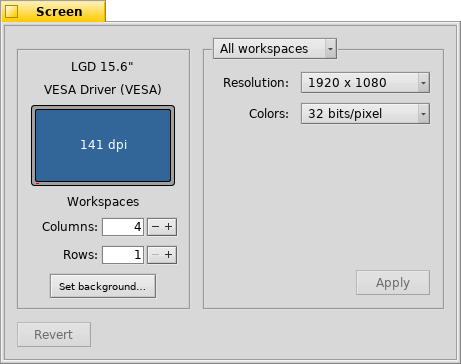 Screen
LGD 15.6"
VESA Driver (VESA)
141 dpi
Workspaces
Columns: 4 − +
Rows: 1 − +
Set background...
All workspaces
Resolution: 1920 x 1080
Colors: 32 bits/pixel
Apply
Revert